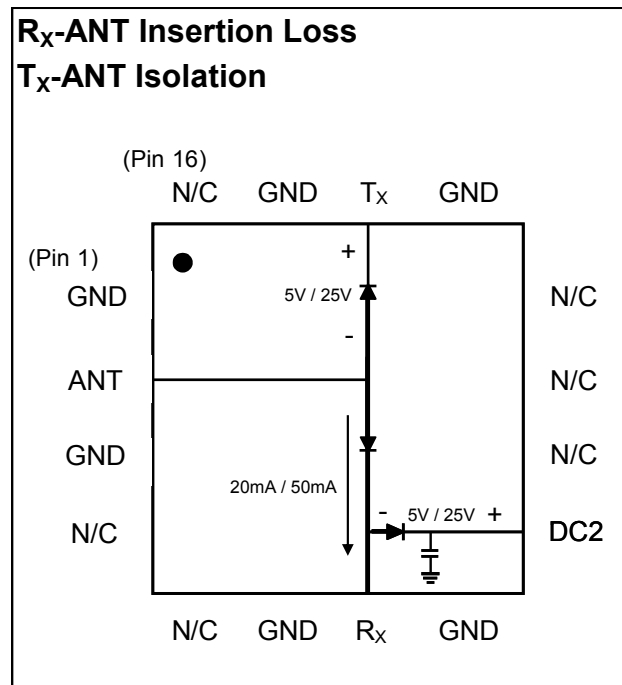 RX-ANT Insertion Loss
TX-ANT Isolation
(Pin 16)
N/C GND TX GND
(Pin 1)
GND
+
5V / 25V
N/C
-
ANT
N/C
GND
N/C
20mA / 50mA
- 5V / 25V +
N/C
DC2
N/C GND RX GND